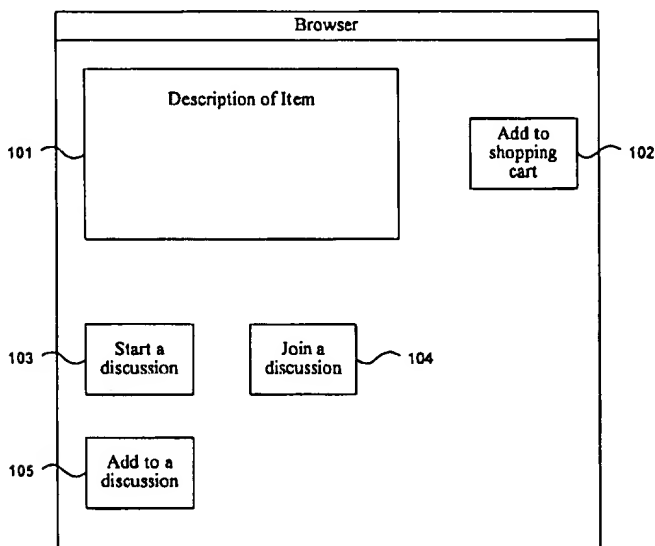 Browser
Description of Item
101
Add to
shopping
cart
102
103
Start a
discussion
Join a
discussion
104
105
Add to a
discussion